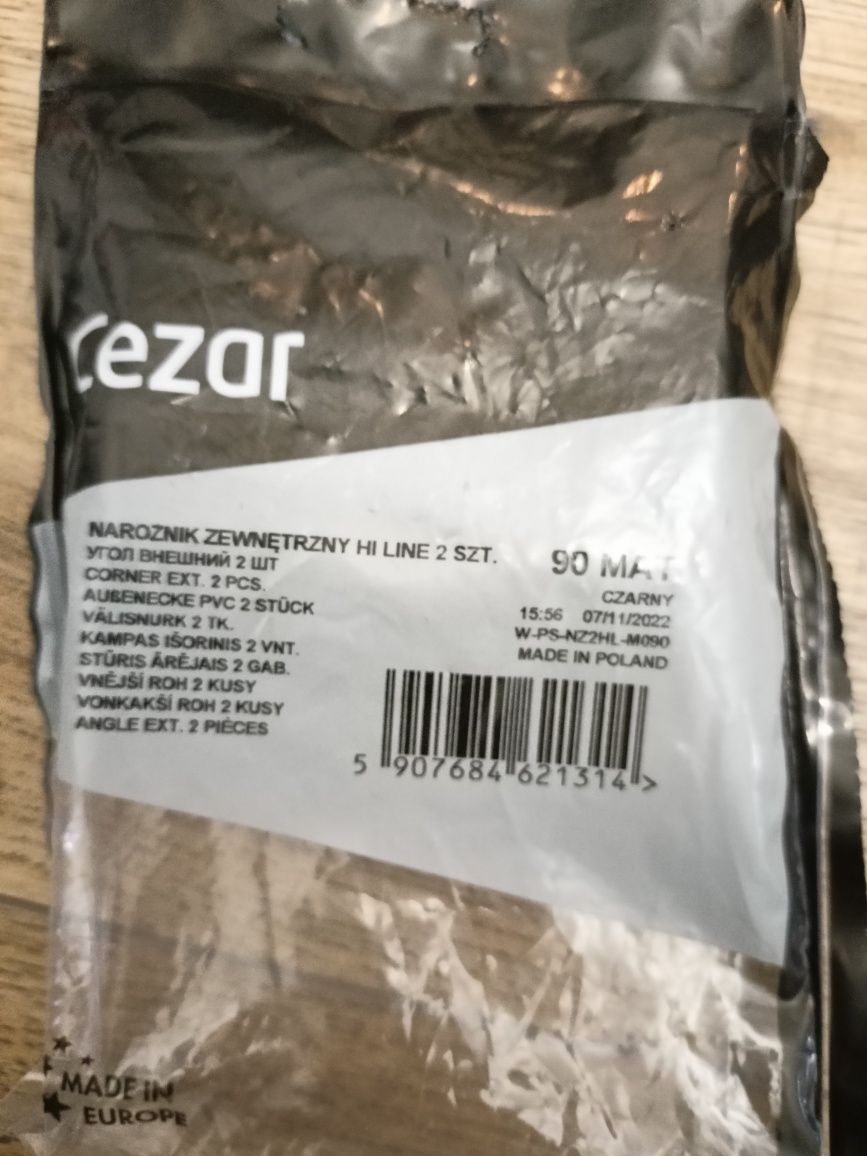 cezar
NAROŻNIK ZEWNĘTRZNY HI LINE 2 SZT.
УГОЛ ВНЕШНИЙ 2 ШТ
CORNER EXT. 2 PCS.
AUßENECKE PVC 2 STÜCK
VÄLISNURK 2 TK.
KAMPAS IŠORINIS 2 VNT.
STŪRIS ĀRĒJAIS 2 GAB.
VNĚJŠÍ ROH 2 KUSY
VONKAKŠÍ ROH 2 KUSY
ANGLE EXT. 2 PIÈCES
90 MAT
CZARNY
15:56 07/11/2022
W-PS-NZ2HL-M090
MADE IN POLAND
5 907684 621314 >
MADE IN
EUROPE